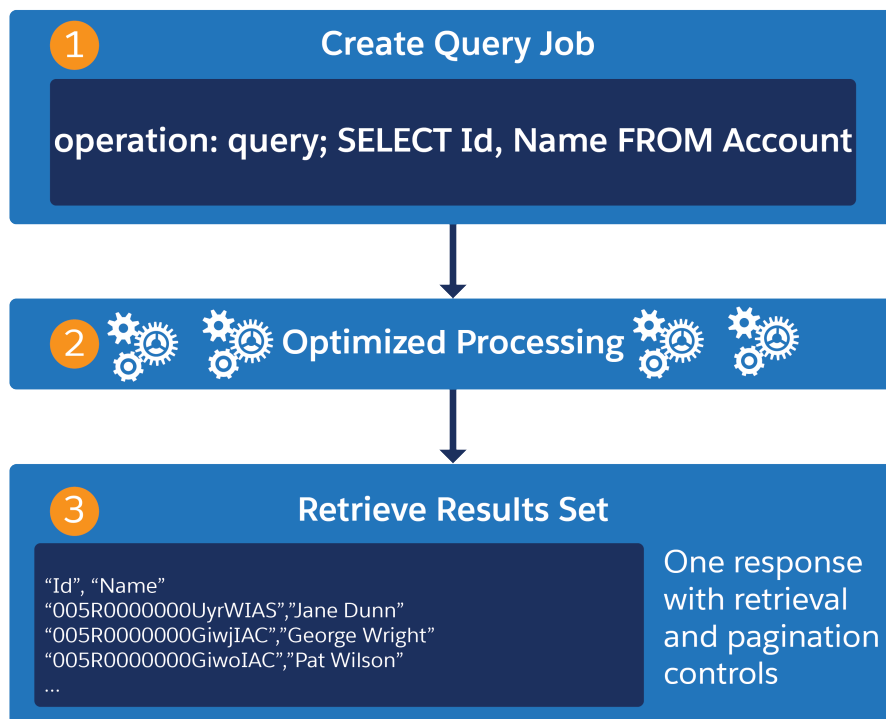 1
Create Query Job
operation: query; SELECT Id, Name FROM Account
2
Optimized Processing
3
Retrieve Results Set
“Id”, “Name”
“005R0000000UyrWIAS”,”Jane Dunn”
“005R0000000GiwjIAC”,”George Wright”
“005R0000000GiwoIAC”,”Pat Wilson”
...
One response
with retrieval
and pagination
controls